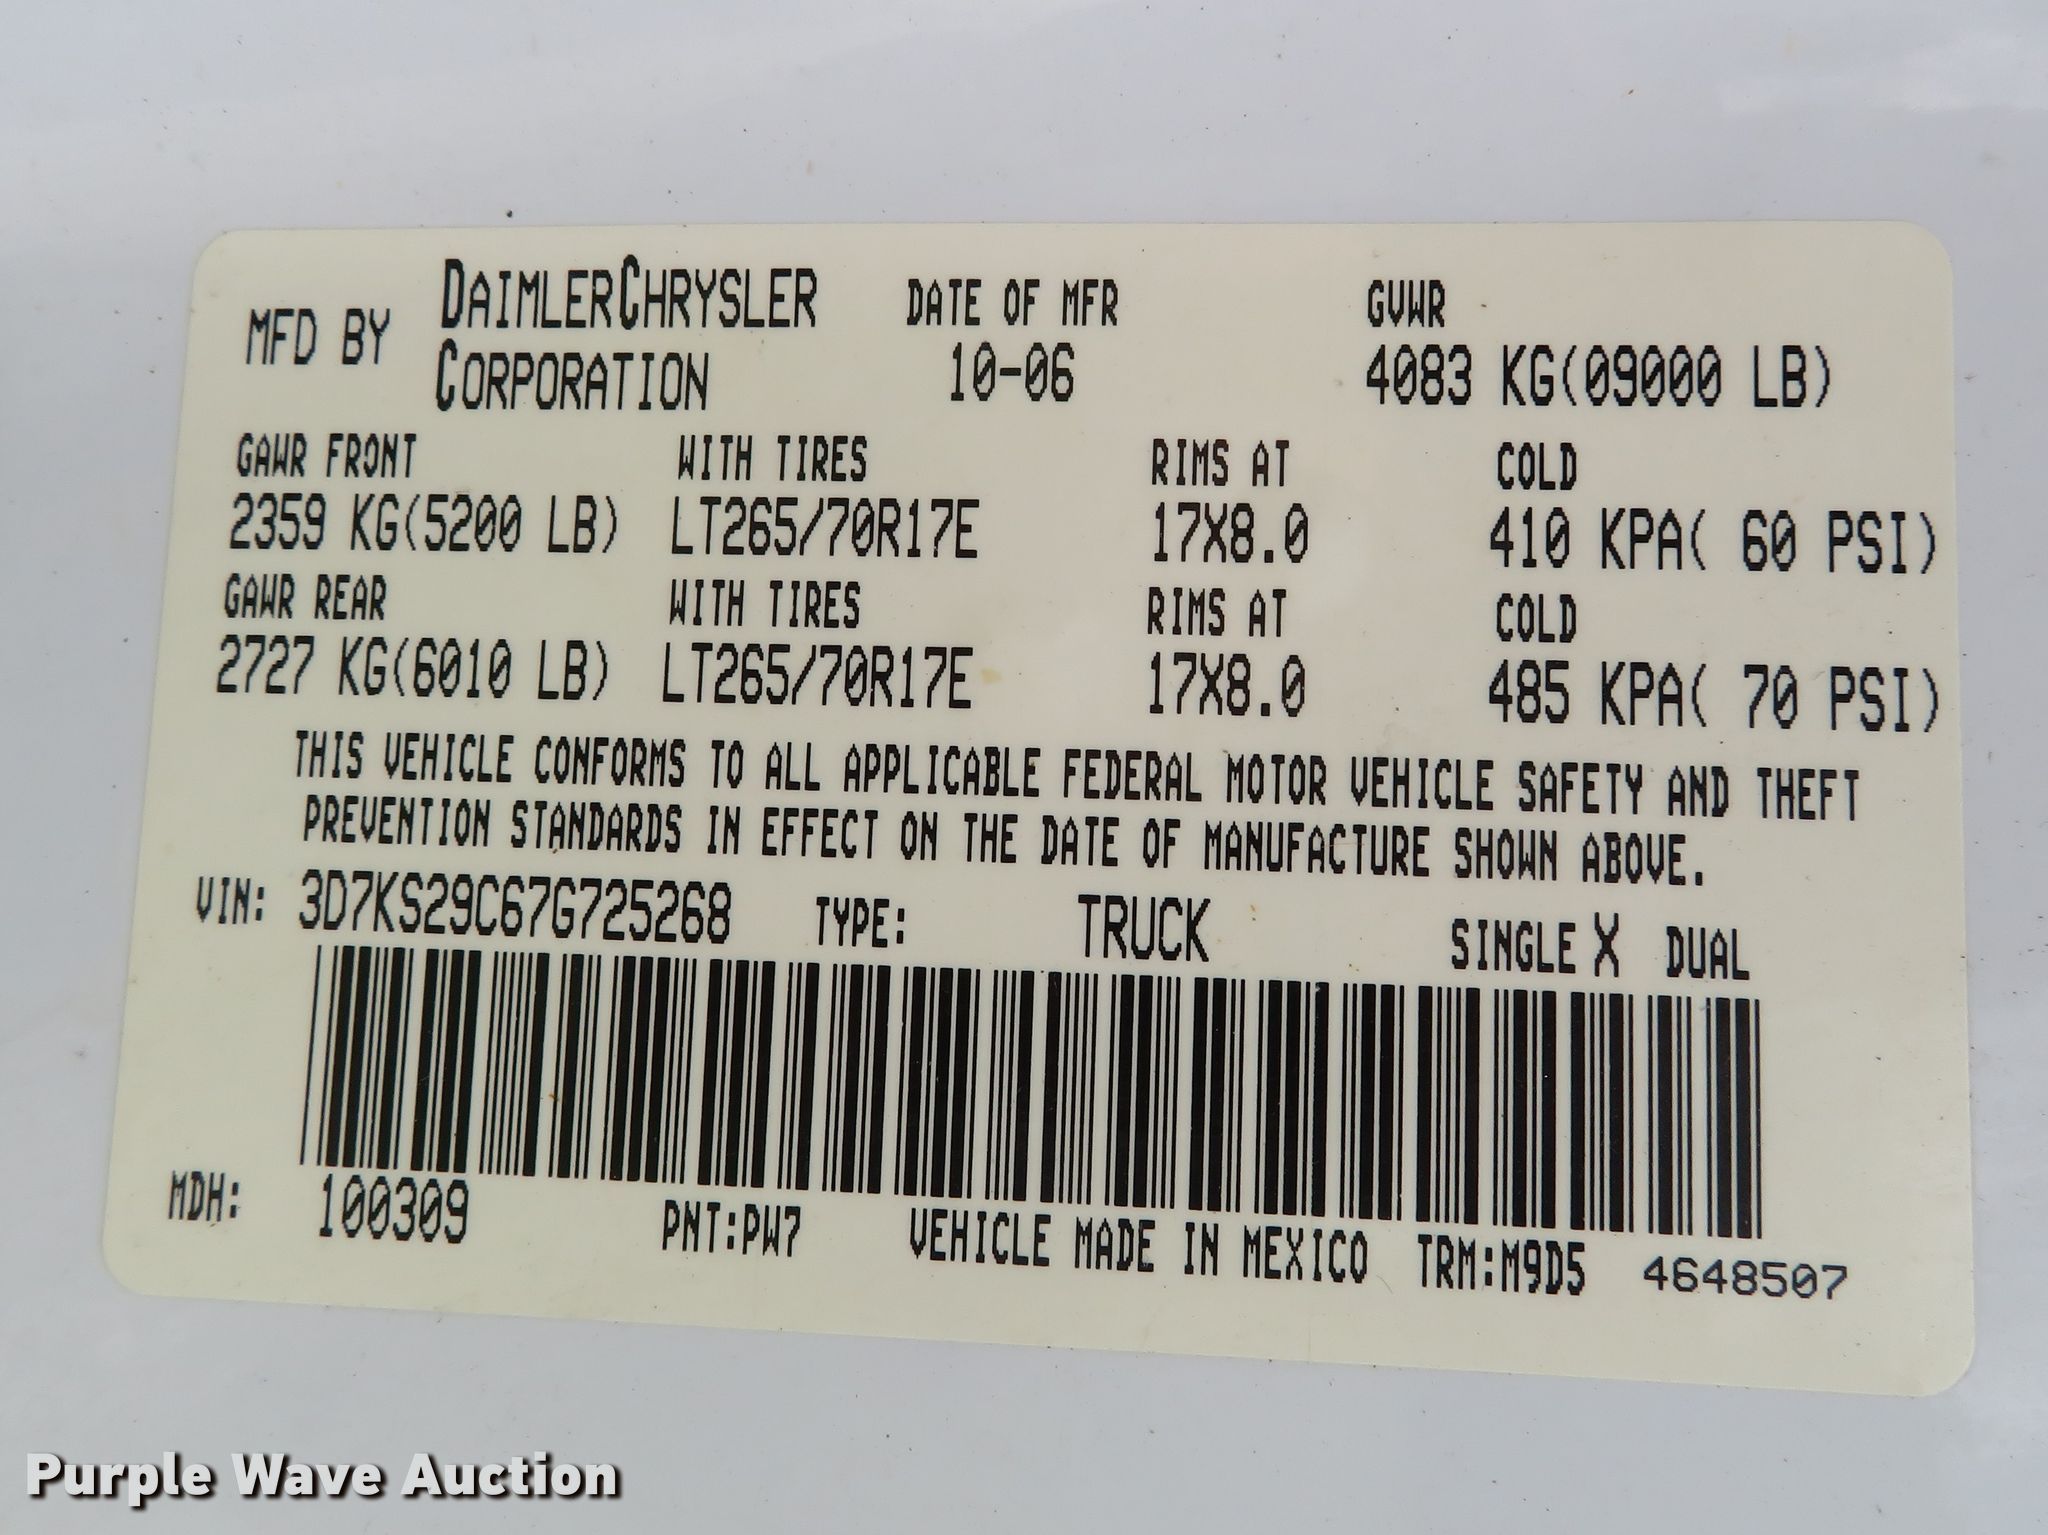 MFD BY DAIMLERCHRYSLER CORPORATION DATE OF MFR 10-06 GVWR 4083 KG(09000 LB)
GAWR FRONT WITH TIRES RIMS AT COLD
2359 KG(5200 LB) LT265/70R17E 17X8.0 410 KPA( 60 PSI)
GAWR REAR WITH TIRES RIMS AT COLD
2727 KG(6010 LB) LT265/70R17E 17X8.0 485 KPA( 70 PSI)
THIS VEHICLE CONFORMS TO ALL APPLICABLE FEDERAL MOTOR VEHICLE SAFETY AND THEFT
PREVENTION STANDARDS IN EFFECT ON THE DATE OF MANUFACTURE SHOWN ABOVE.
VIN: 3D7KS29C67G725268 TYPE: TRUCK SINGLE X DUAL
MDH: 100309 PNT:PW7 VEHICLE MADE IN MEXICO TRM:M9D5 4648507
Purple Wave Auction